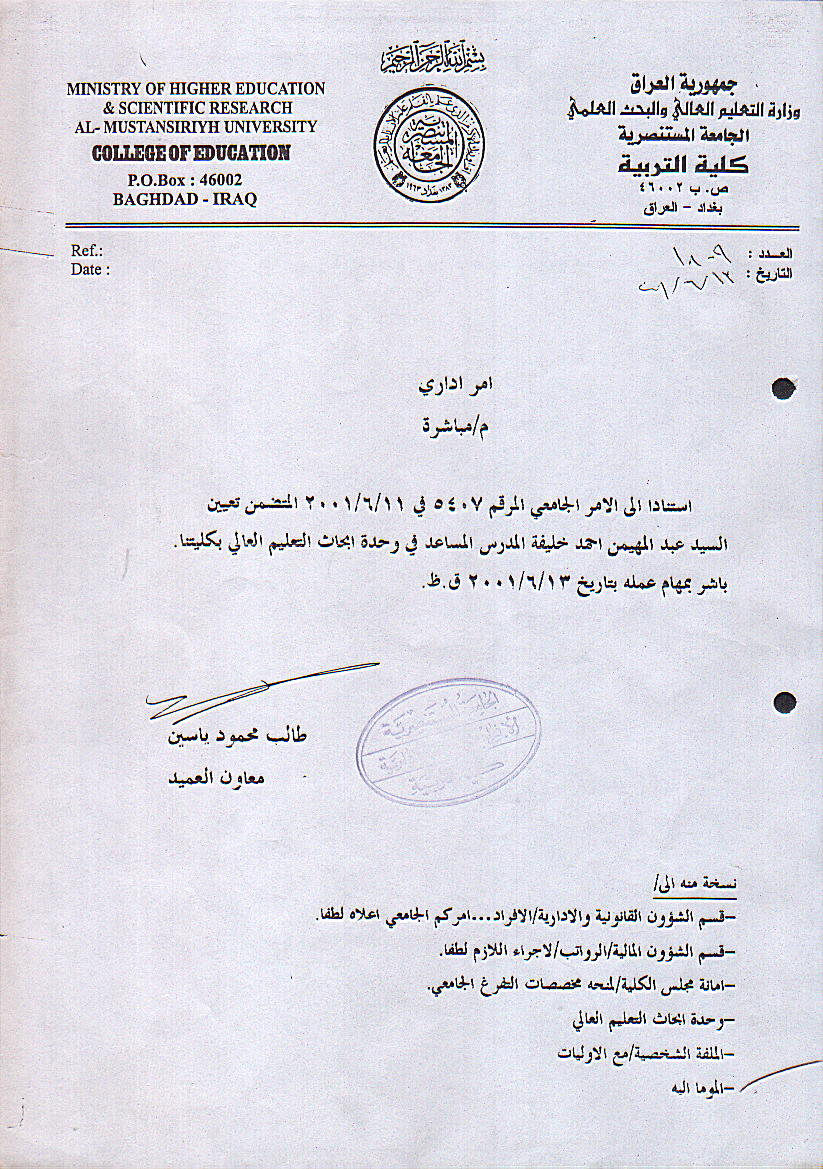 بسم الله الرحمن الرحيم
MINISTRY OF HIGHER EDUCATION
& SCIENTIFIC RESEARCH
AL- MUSTANSIRIYH UNIVERSITY
COLLEGE OF EDUCATION
P.O.Box : 46002
BAGHDAD - IRAQ
جمهورية العراق
وزارة التعليم العالي والبحث العلمي
الجامعة المستنصرية
كلية التربية
ص. ب ٤٦٠٠٢
بغداد – العراق
Ref.:
Date :
العدد :
التاريخ :
امر اداري
م/مباشرة
استنادا الى الامر الجامعي المرقم ٥٤٠٧ في ٢٠٠١/٦/١١ المتضمن تعيين
السيد عبد المهيمن احمد خليفة المدرس المساعد في وحدة ابحاث التعليم العالي بكليتنا.
باشر بمهام عمله بتاريخ ٢٠٠١/٦/١٣ ق.ظ.
طالب محمود ياسين
معاون العميد
نسخة منه الى/
–قسم الشؤون القانونية والادارية/الافراد...امركم الجامعي اعلاه لطفا.
–قسم الشؤون المالية/الرواتب/لاجراء اللازم لطفا.
–امانة مجلس الكلية/لمنحه مخصصات التفرغ الجامعي.
–وحدة ابحاث التعليم العالي
–الملفة الشخصية/مع الاوليات
–الموما اليه